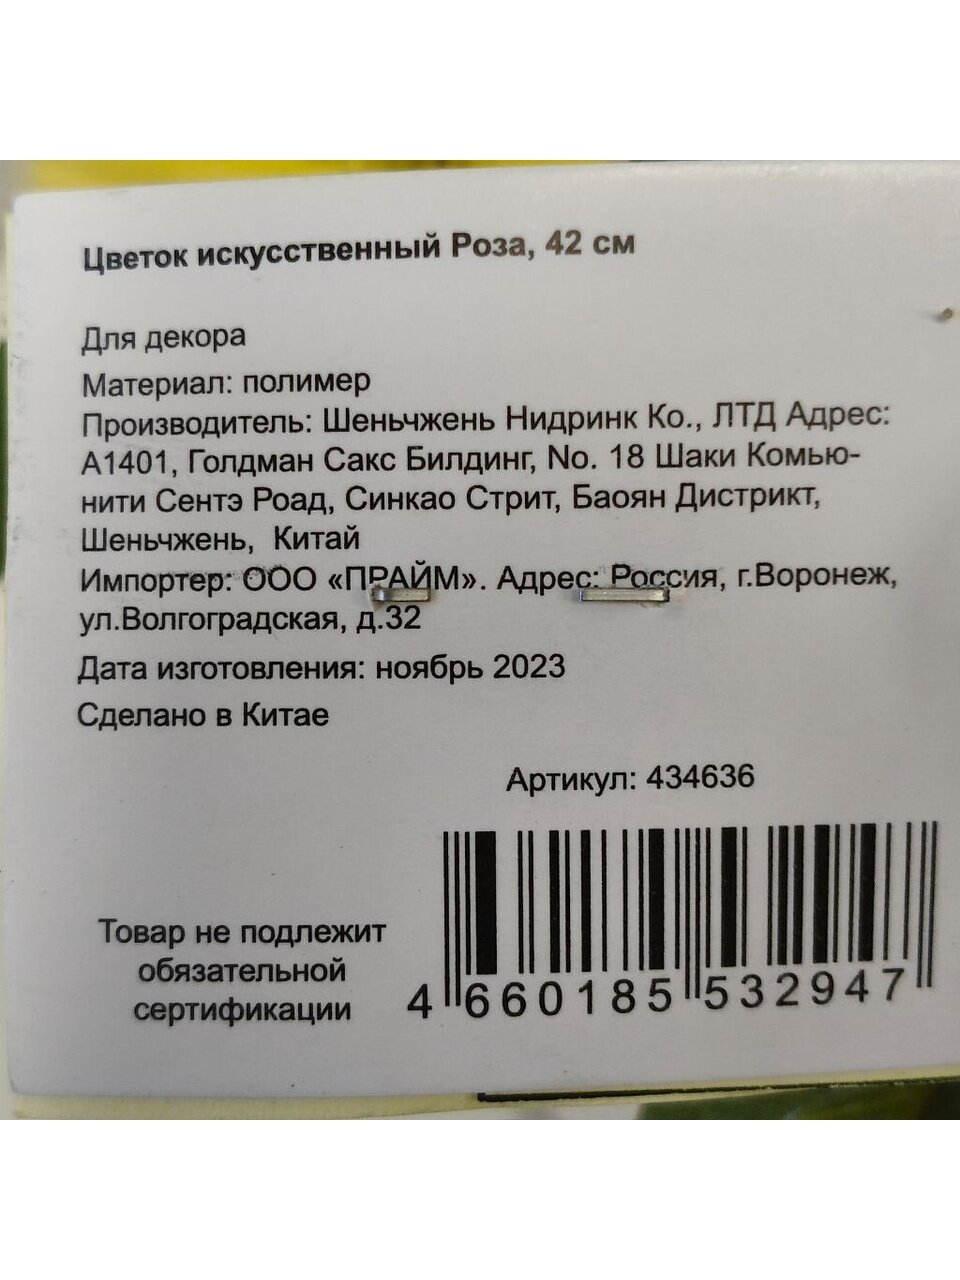 Цветок искусственный Роза, 42 см
Для декора
Материал: полимер
Производитель: Шеньчжень Нидринк Ко., ЛТД Адрес:
А1401, Голдман Сакс Билдинг, No. 18 Шаки Комью-
нити Сентэ Роад, Синкао Стрит, Баоян Дистрикт,
Шеньчжень, Китай
Импортер: ООО «ПРАЙМ». Адрес: Россия, г.Воронеж,
ул.Волгоградская, д.32
Дата изготовления: ноябрь 2023
Сделано в Китае
Артикул: 434636
Товар не подлежит
обязательной
сертификации
4 660185 532947